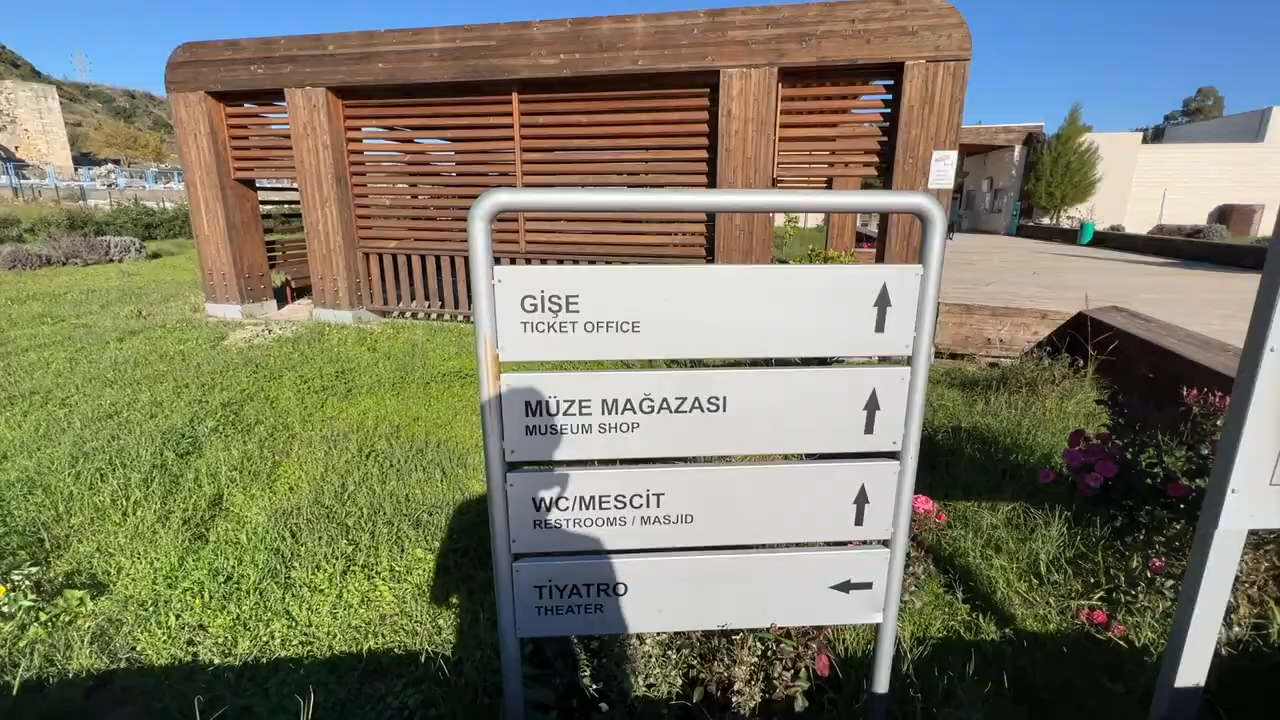 GİŞE
TICKET OFFICE
MÜZE MAĞAZASI
MUSEUM SHOP
WC/MESCİT
RESTROOMS / MASJID
TİYATRO
THEATER